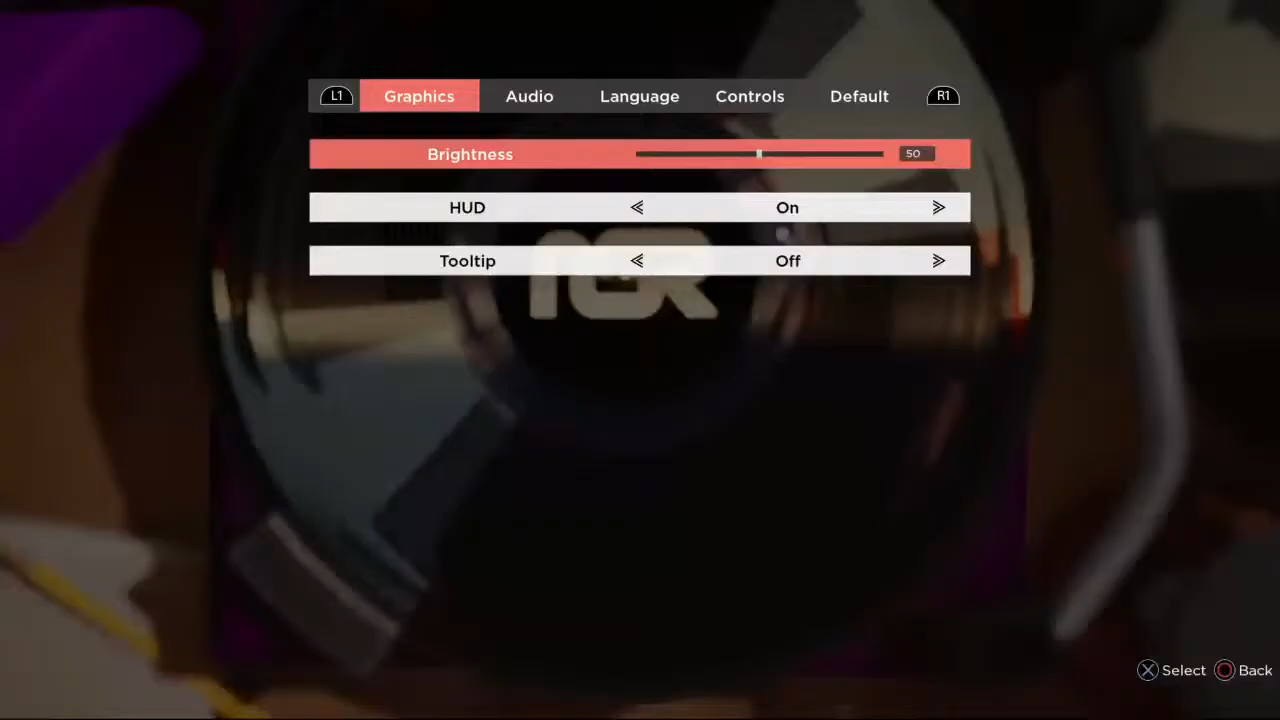 L1 Graphics Audio Language Controls Default R1
Brightness 50
HUD On
Tooltip Off
Select Back